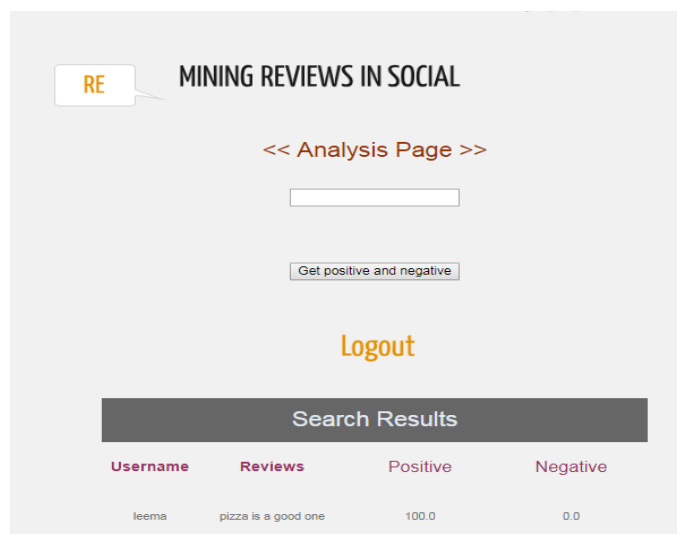 RE MINING REVIEWS IN SOCIAL
<< Analysis Page >>
Get positive and negative
Logout
Search Results
Username Reviews Positive Negative
leema pizza is a good one 100.0 0.0